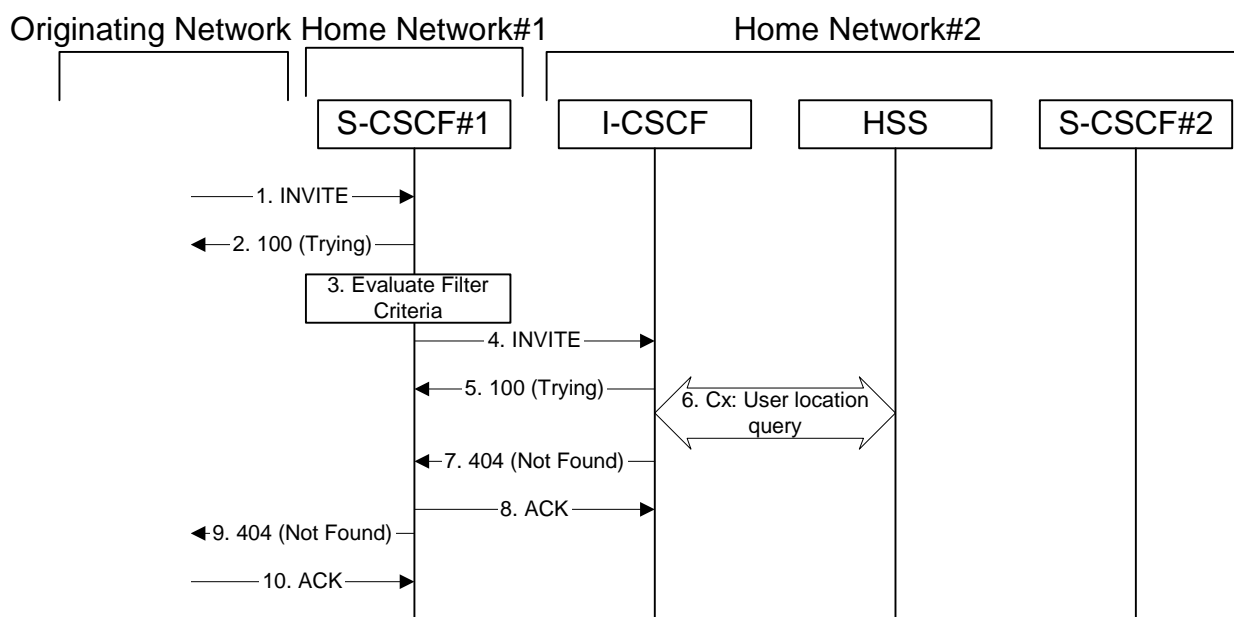 Originating Network Home Network#1 Home Network#2
S-CSCF#1 I-CSCF HSS S-CSCF#2
1. INVITE
2. 100 (Trying)
3. Evaluate Filter
Criteria
4. INVITE
5. 100 (Trying)
6. Cx: User location
query
7. 404 (Not Found)
8. ACK
9. 404 (Not Found)
10. ACK